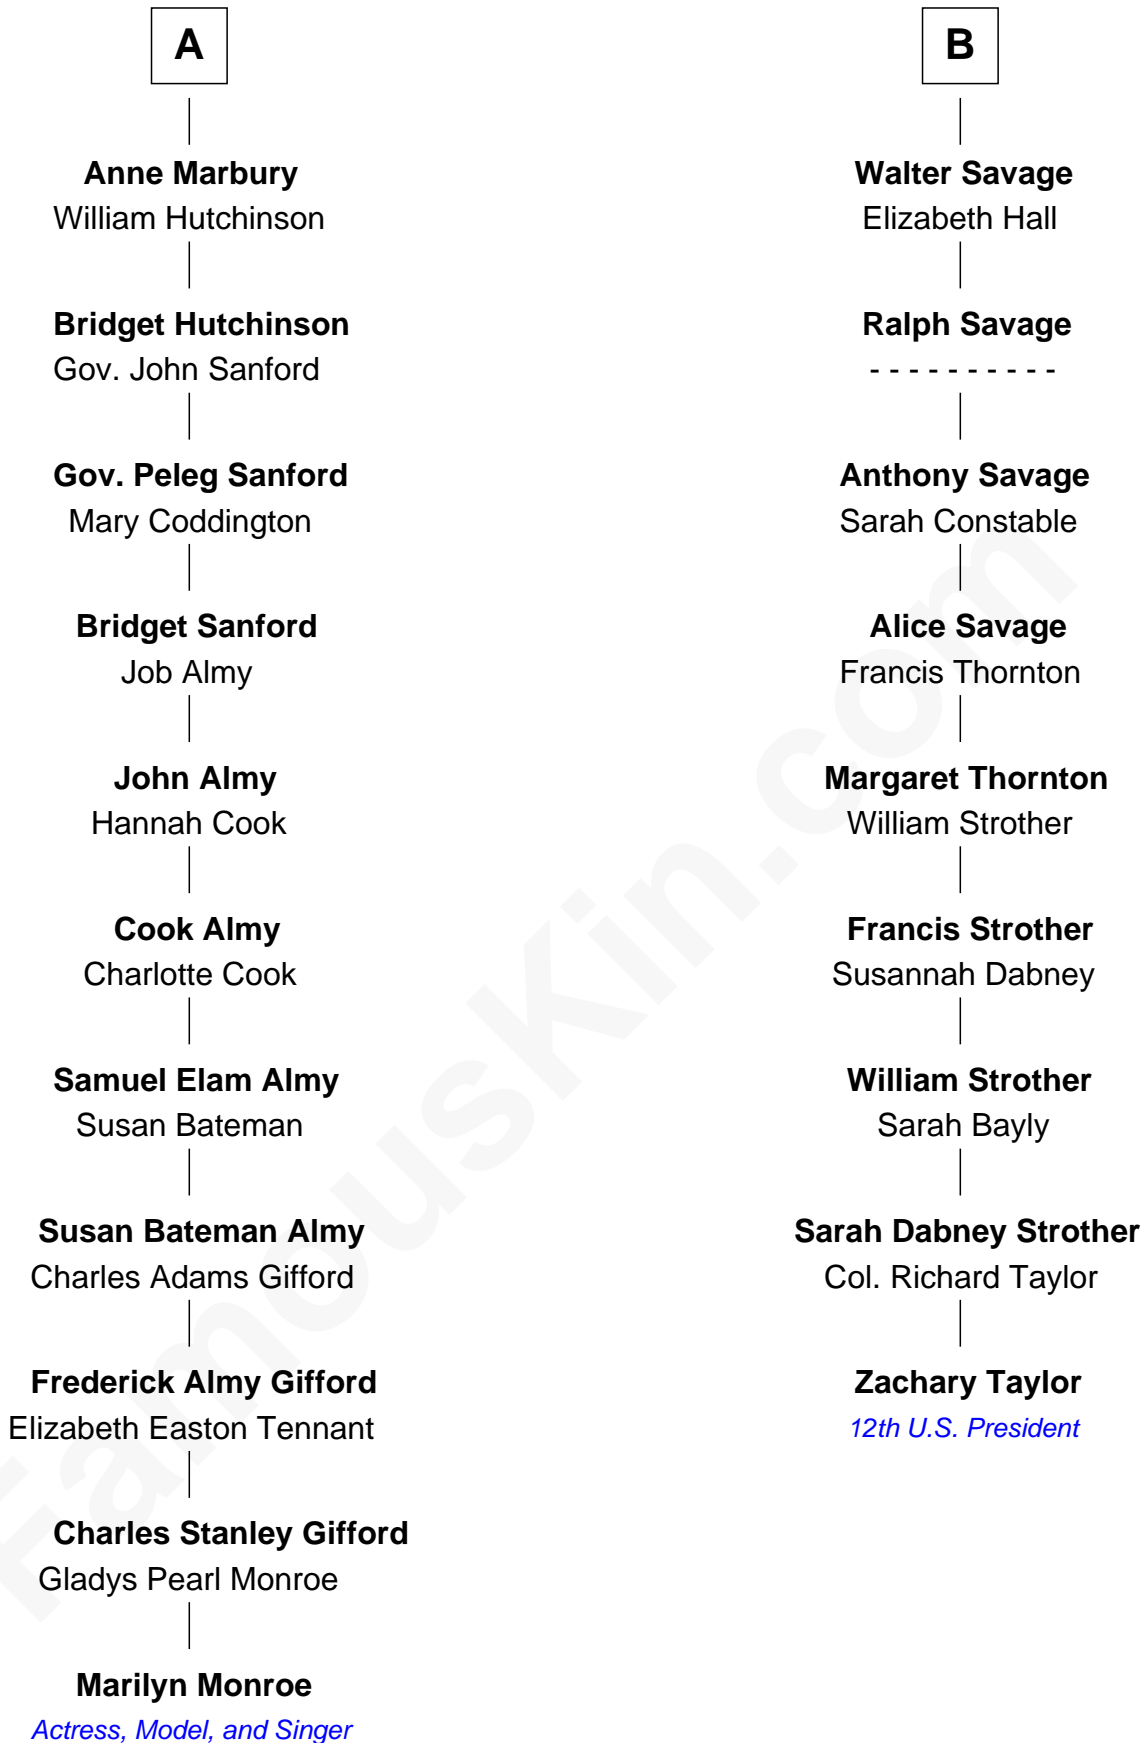 A
Anne Marbury
William Hutchinson
Bridget Hutchinson
Gov. John Sanford
Gov. Peleg Sanford
Mary Coddington
Bridget Sanford
Job Almy
John Almy
Hannah Cook
Cook Almy
Charlotte Cook
Samuel Elam Almy
Susan Bateman
Susan Bateman Almy
Charles Adams Gifford
Frederick Almy Gifford
Elizabeth Easton Tennant
Charles Stanley Gifford
Gladys Pearl Monroe
Marilyn Monroe
Actress, Model, and Singer
B
Walter Savage
Elizabeth Hall
Ralph Savage
- - - - - - - - - -
Anthony Savage
Sarah Constable
Alice Savage
Francis Thornton
Margaret Thornton
William Strother
Francis Strother
Susannah Dabney
William Strother
Sarah Bayly
Sarah Dabney Strother
Col. Richard Taylor
Zachary Taylor
12th U.S. President
FamousKin.com